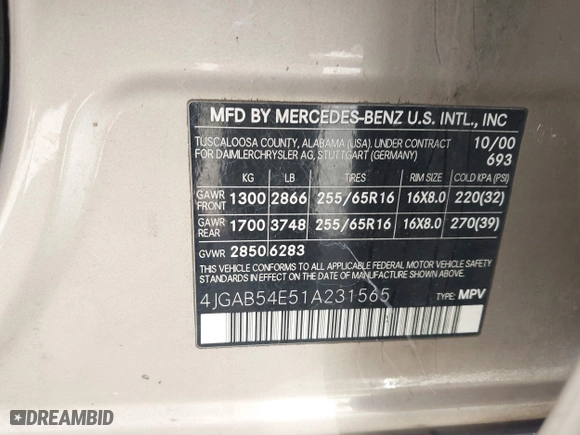 MFD BY MERCEDES-BENZ U.S. INTL., INC
TUSCALOOSA COUNTY, ALABAMA (USA). UNDER CONTRACT 10/00
FOR DAIMLERCHRYSLER AG, STUTTGART (GERMANY) 693
KG LB TIRES RIM SIZE COLD KPA (PSI)
GAWR FRONT 1300 2866 255/65R16 16X8.0 220(32)
GAWR REAR 1700 3748 255/65R16 16X8.0 270(39)
GVWR 2850 6283
THIS VEHICLE CONFORMS TO ALL APPLICABLE FEDERAL MOTOR VEHICLE SAFETY
STANDARDS IN EFFECT ON THE DATE OF MANUFACTURE SHOWN ABOVE.
4JGAB54E51A231565 TYPE: MPV
DREAMBID